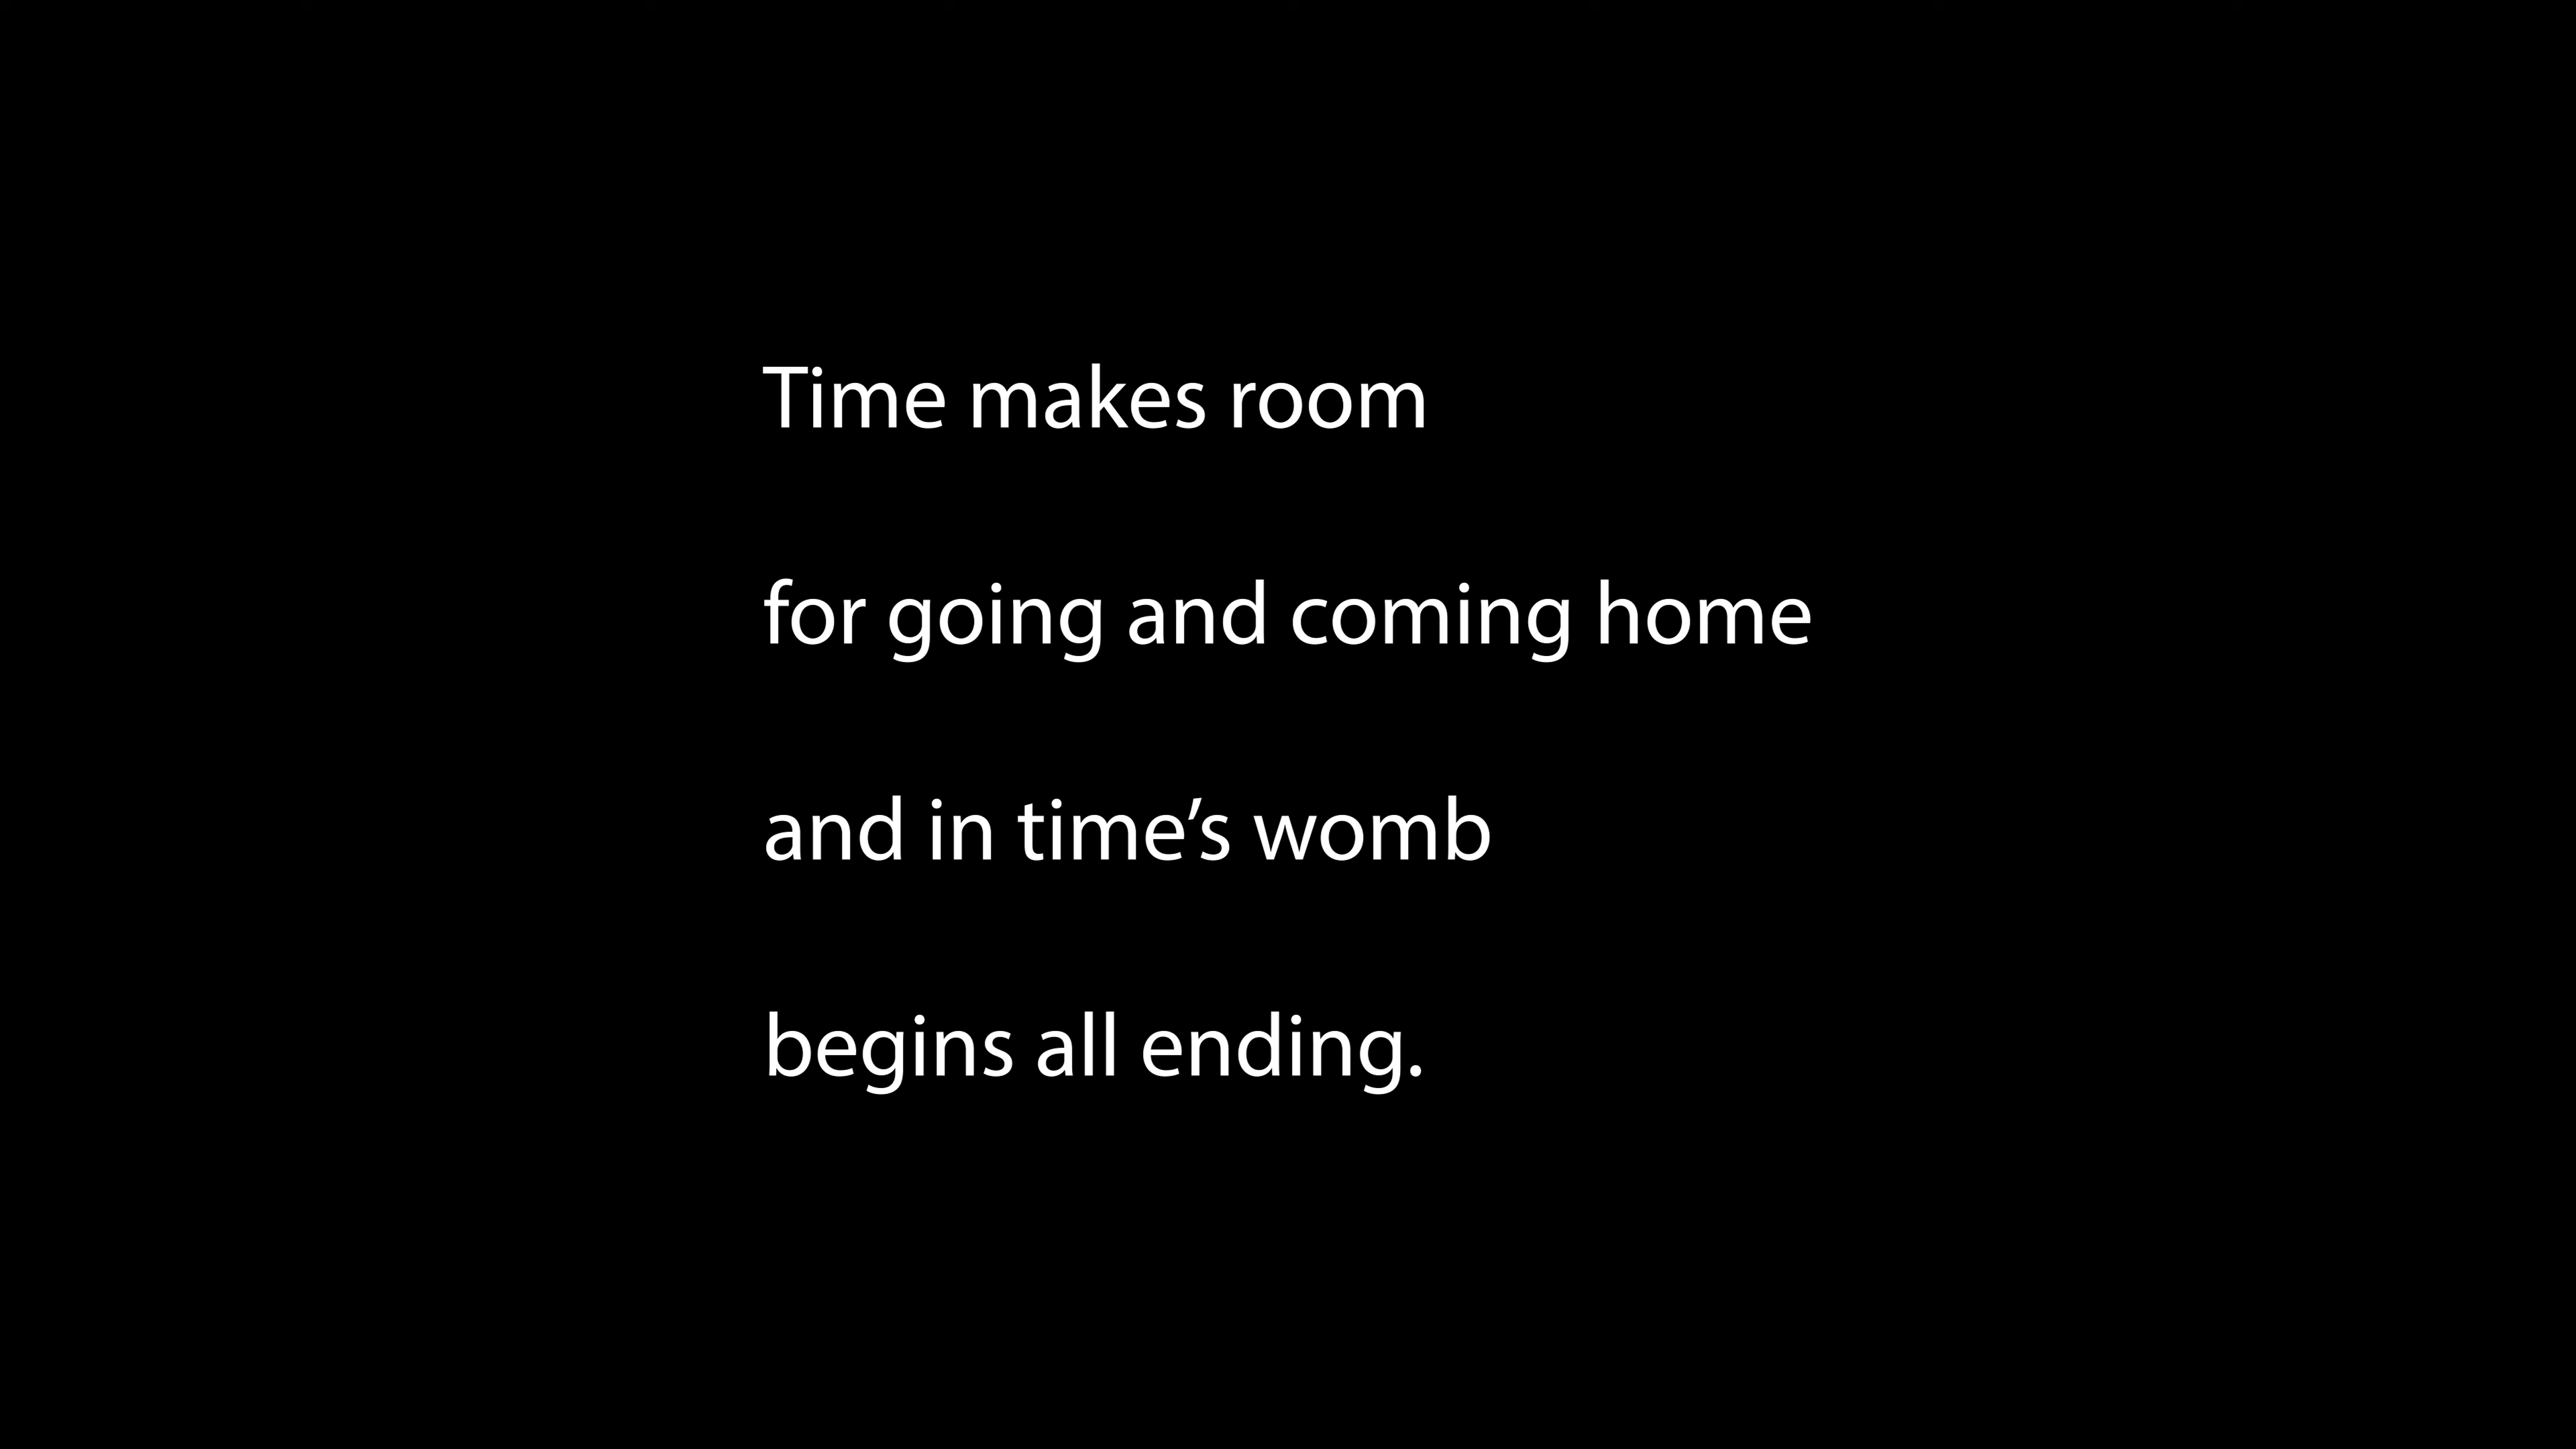 Time makes room
for going and coming home
and in time’s womb
begins all ending.